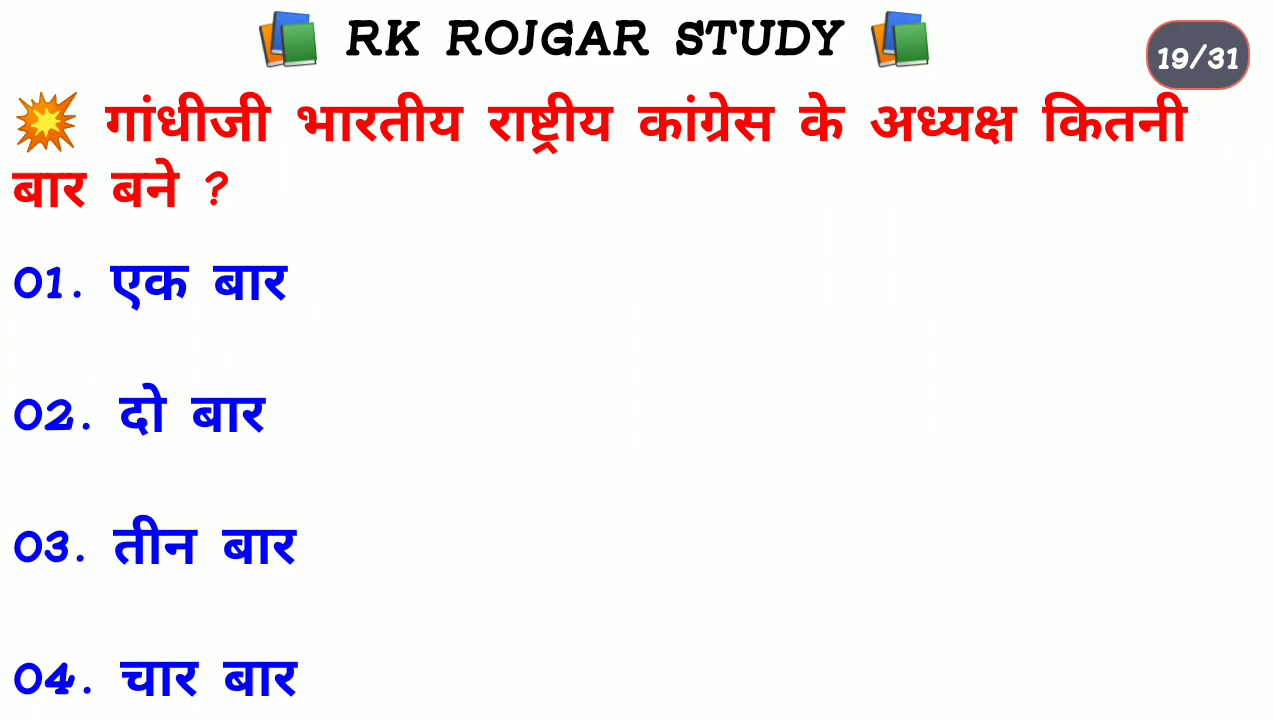 📚 RK ROJGAR STUDY 📚
19/31
💥 गांधीजी भारतीय राष्ट्रीय कांग्रेस के अध्यक्ष कितनी
बार बने ?
01. एक बार
02. दो बार
03. तीन बार
04. चार बार